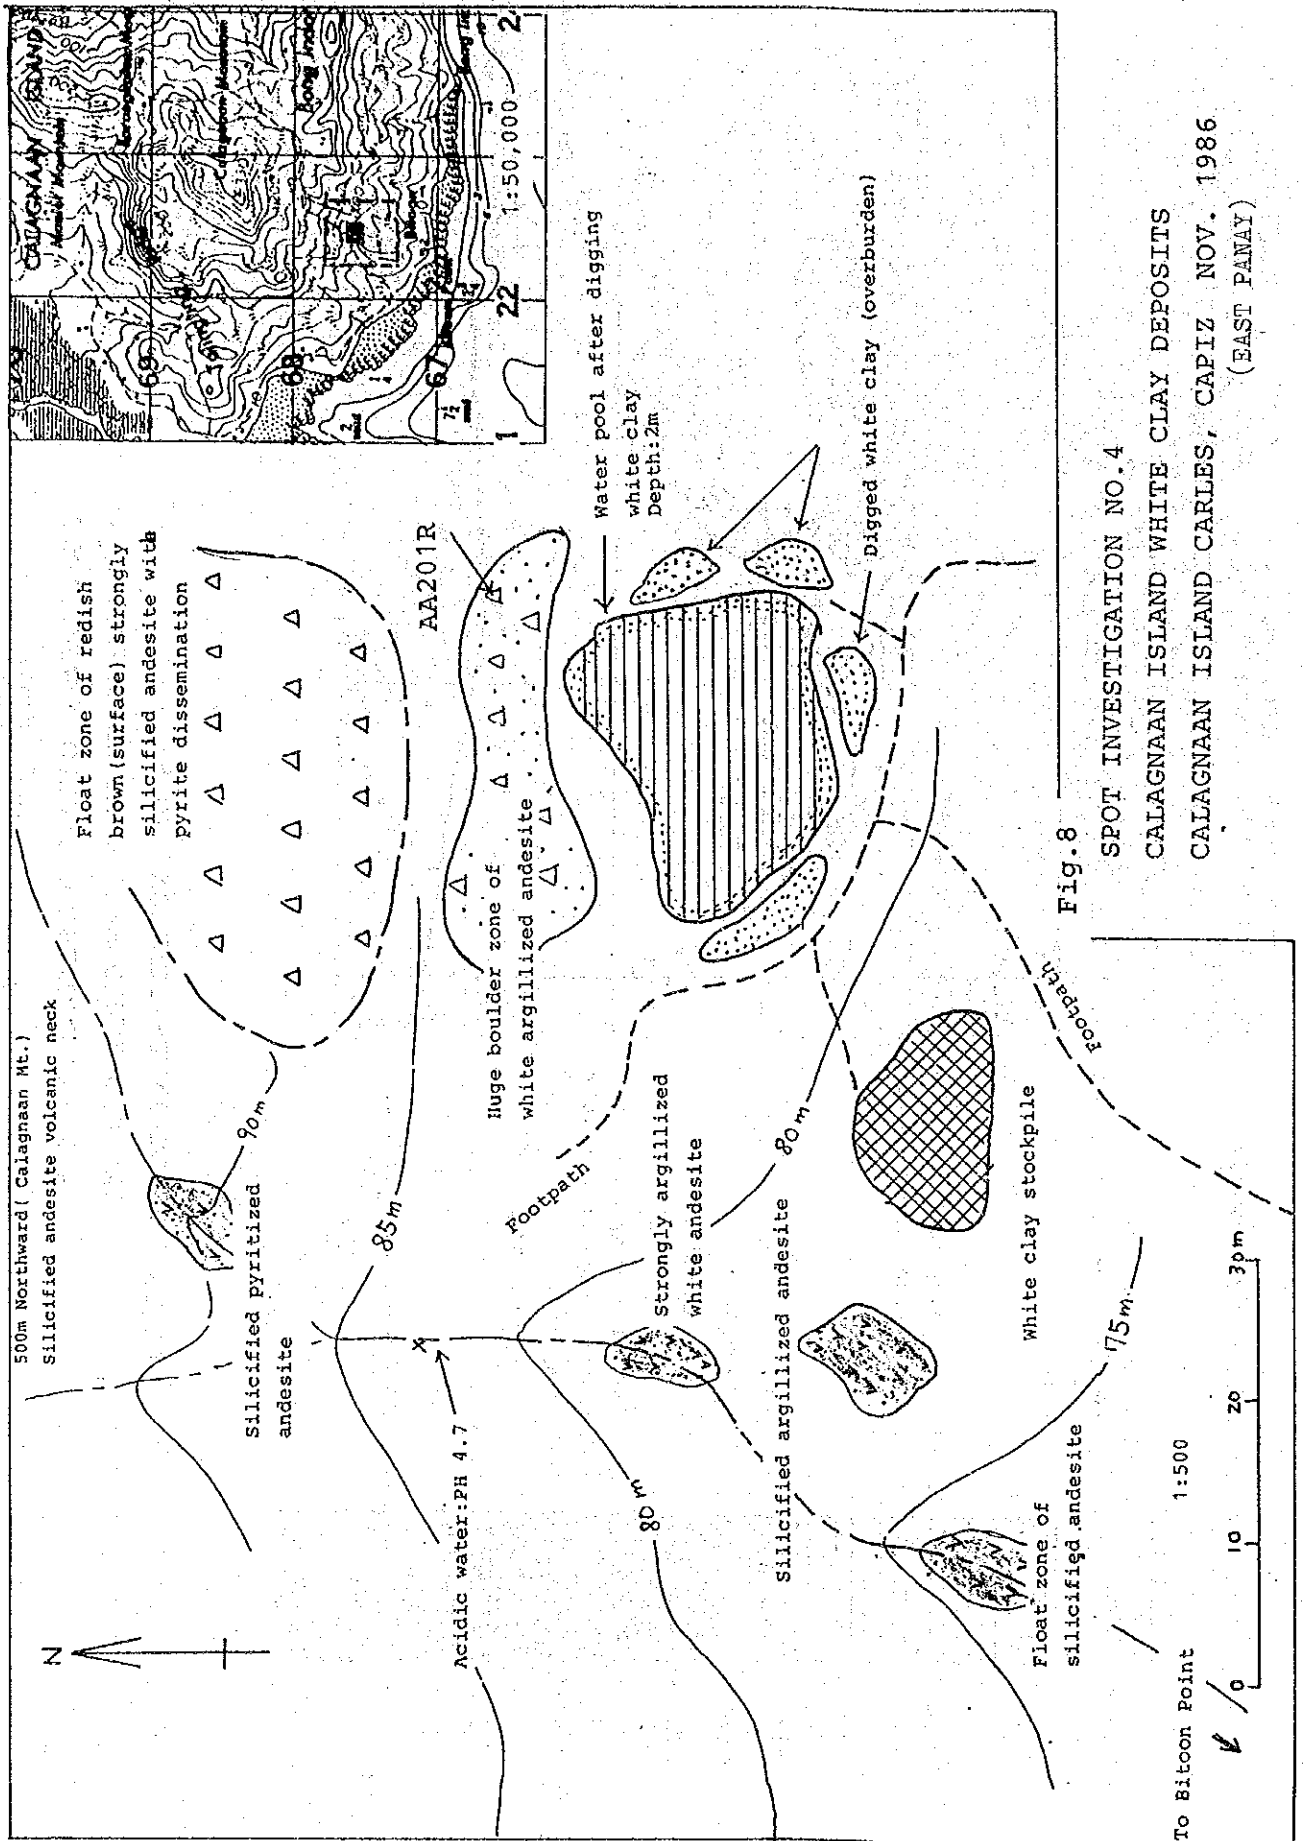 500m Northward( Calagnaan Mt.)
Silicified andesite volcanic neck
N
Float zone of redish
brown(surface) strongly
silicified andesite with
pyrite dissemination
CALAGNAAN ISLAND
69
68
67
22
1
2
1:50,000
90m
Silicified pyritized
andesite
85m
AA201R
Acidic water:PH 4.7
Huge boulder zone of
white argillized andesite
Footpath
Water pool after digging
white clay
Depth:2m
80m
Strongly argillized
white andesite
80m
Silicified argillized andesite
Digged white clay (overburden)
White clay stockpile
Footpath
75m
Float zone of
silicified andesite
To Bitoon Point
1:500
0
10
20
30m
Fig.8
SPOT INVESTIGATION NO.4
CALAGNAAN ISLAND WHITE CLAY DEPOSITS
CALAGNAAN ISLAND CARLES, CAPIZ NOV. 1986
(EAST PANAY)